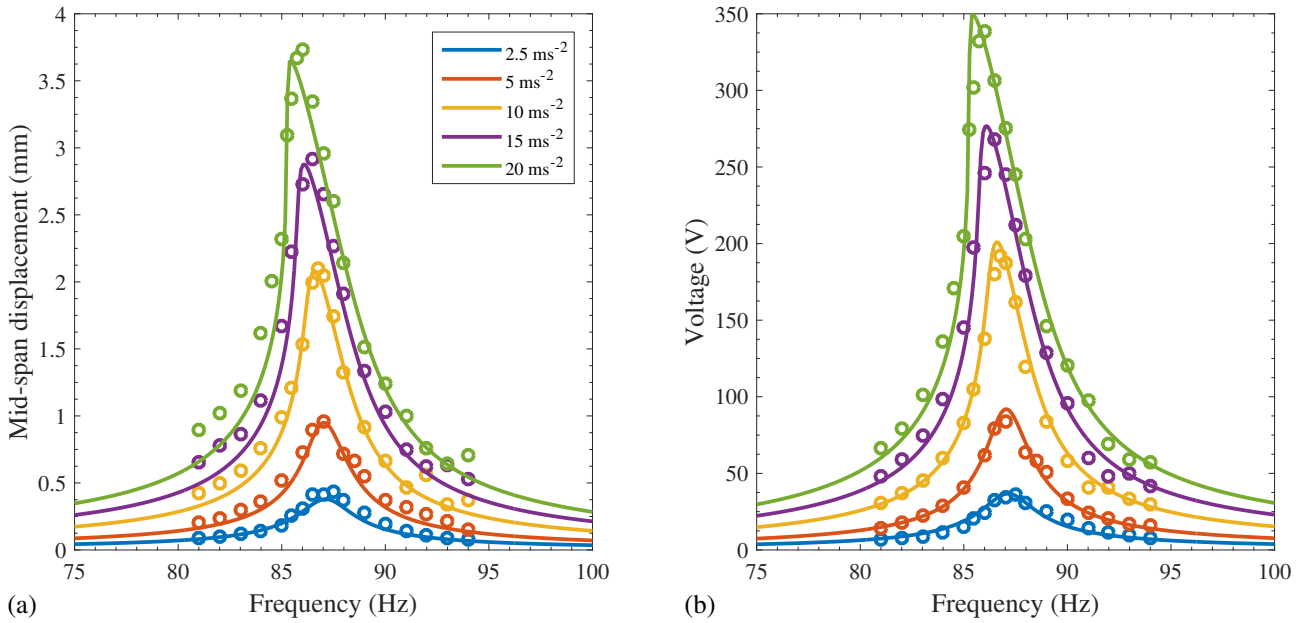 4
3.5
3
2.5
2
1.5
1
0.5
0
Mid-span displacement (mm)
2.5 ms⁻²
5 ms⁻²
10 ms⁻²
15 ms⁻²
20 ms⁻²
75 80 85 90 95 100
Frequency (Hz)
(a)
350
300
250
200
150
100
50
0
Voltage (V)
75 80 85 90 95 100
Frequency (Hz)
(b)